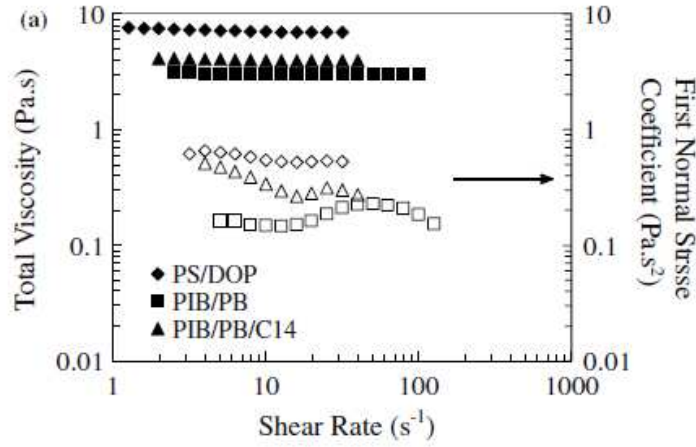 (a)
10
1
0.1
0.01
Total Viscosity (Pa.s)
PS/DOP
PIB/PB
PIB/PB/C14
1 10 100 1000
Shear Rate (s⁻¹)
10
1
0.1
0.01
First Normal Strsse
Coefficient (Pa.s²)